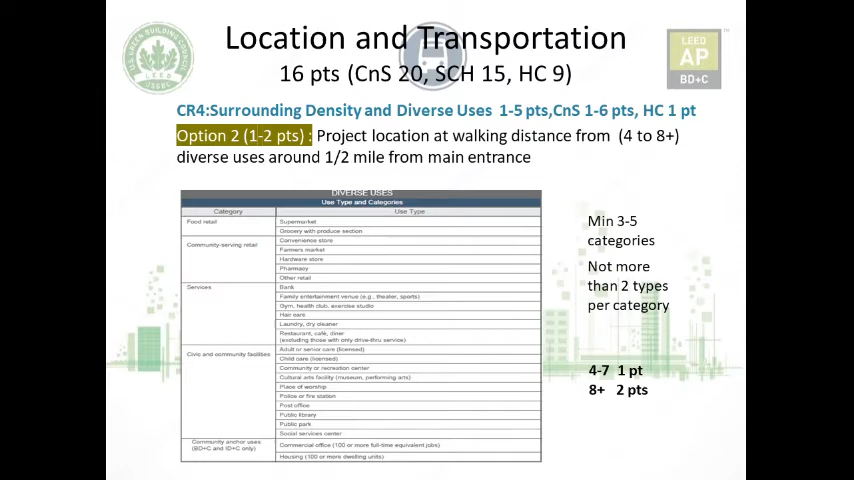 Location and Transportation
16 pts (CnS 20, SCH 15, HC 9)
U.S. GREEN BUILDING COUNCIL
LEED
USGBC
LEED
AP
BD+C
TM
CR4:Surrounding Density and Diverse Uses 1-5 pts,CnS 1-6 pts, HC 1 pt
Option 2 (1-2 pts) : Project location at walking distance from (4 to 8+)
diverse uses around 1/2 mile from main entrance
DIVERSE USES
Use Type and Categories
Category Use Type
Food retail Supermarket
Grocery with produce section
Community-serving retail Convenience store
Farmers market
Hardware store
Pharmacy
Other retail
Services Bank
Family entertainment venue (e.g., theater, sports)
Gym, health club, exercise studio
Hair care
Laundry, dry cleaner
Restaurant, café, diner
(excluding those with only drive-thru service)
Civic and community facilities Adult or senior care (licensed)
Child care (licensed)
Community or recreation center
Cultural arts facility (museum, performing arts)
Place of worship
Police or fire station
Post office
Public library
Public park
Social services center
Community anchor uses
(BD+C and ID+C only)
Commercial office (100 or more full-time equivalent jobs)
Housing (100 or more dwelling units)
Min 3-5
categories
Not more
than 2 types
per category
4-7 1 pt
8+ 2 pts